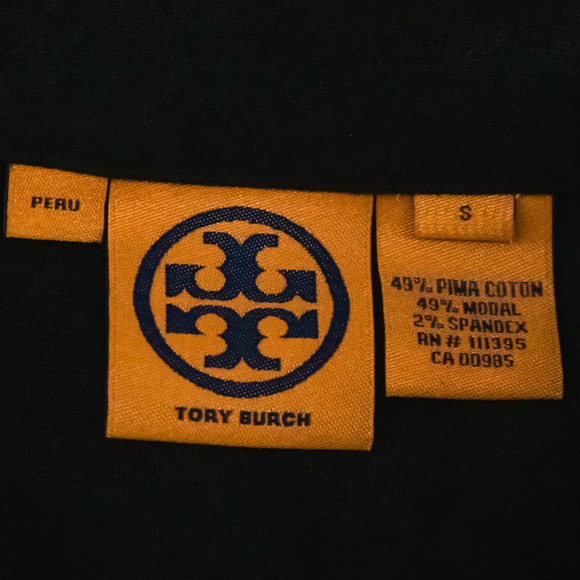 PERU
TORY BURCH
S
49% PIMA COTON
49% MODAL
2% SPANDEX
RN # 111395
CA 00985